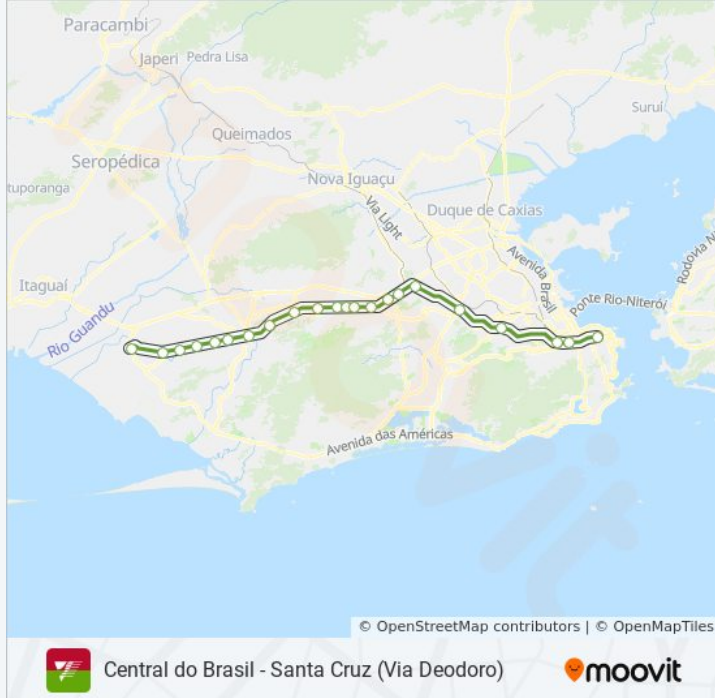 Paracambi
Japeri
Pedra Lisa
Suruí
Queimados
Seropédica
Nova Iguaçu
tuporanga
Duque de Caxias
Via Light
Avenida Brasil
Rodovia N
Itaguaí
Ponte Rio-Niterói
Rio Guandu
Avenida das Américas
© OpenStreetMap contributors | © OpenMapTiles
Central do Brasil - Santa Cruz (Via Deodoro)
moovit